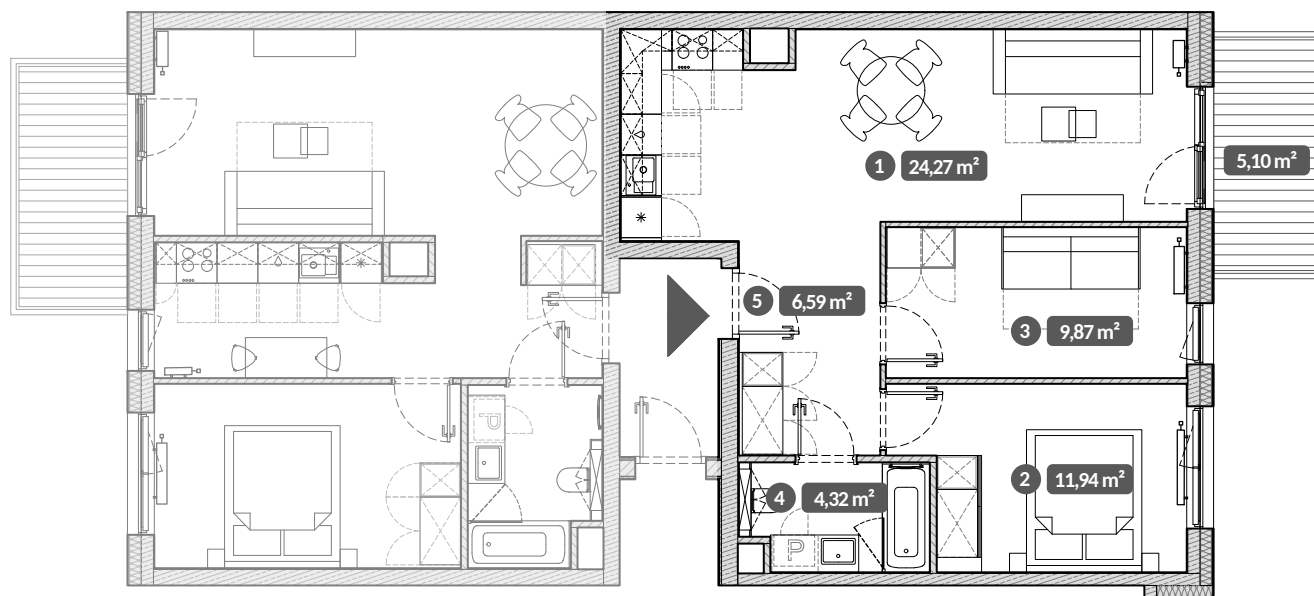 1 24,27 m²
5,10 m²
5 6,59 m²
3 9,87 m²
2 11,94 m²
4 4,32 m²
P
P